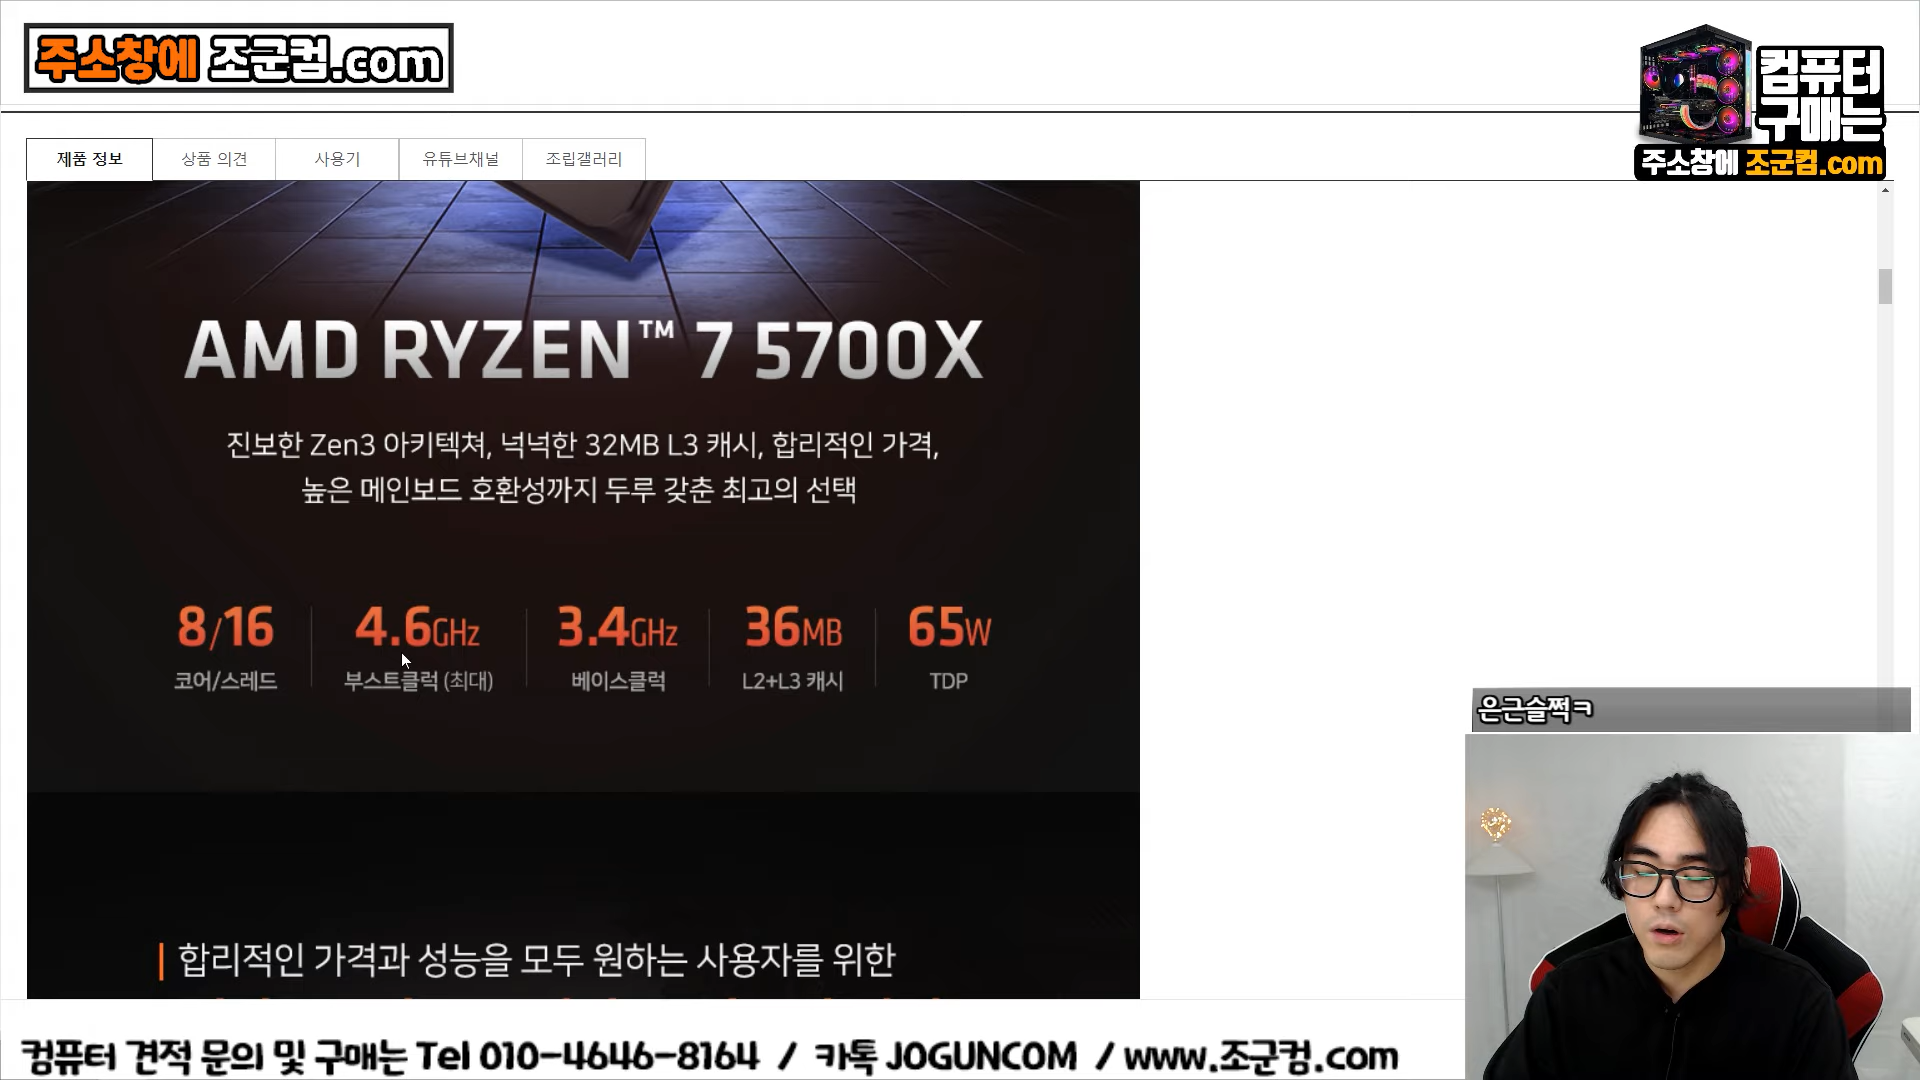 주소창에 조군컴.com
컴퓨터
구매는
주소창에 조군컴.com
제품 정보
상품 의견
사용기
유튜브채널
조립갤러리
AMD RYZEN™ 7 5700X
진보한 Zen3 아키텍쳐, 넉넉한 32MB L3 캐시, 합리적인 가격,
높은 메인보드 호환성까지 두루 갖춘 최고의 선택
8/16
코어/스레드
4.6GHz
부스트클럭 (최대)
3.4GHz
베이스클럭
36MB
L2+L3 캐시
65W
TDP
은근슬쩍ㅋ
합리적인 가격과 성능을 모두 원하는 사용자를 위한
컴퓨터 견적 문의 및 구매는 Tel 010-4646-8164 / 카톡 JOGUNCOM / www.조군컴.com